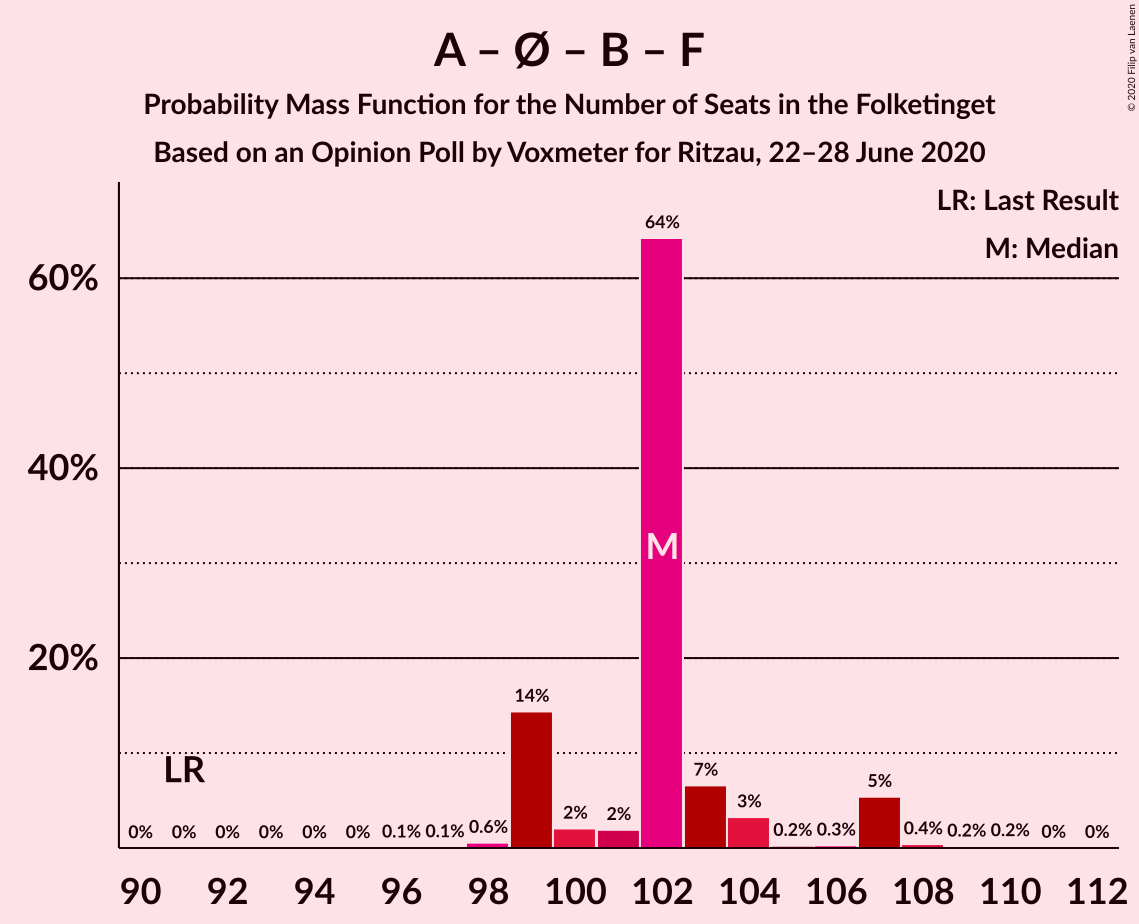 A – Ø – B – F
Probability Mass Function for the Number of Seats in the Folketinget
Based on an Opinion Poll by Voxmeter for Ritzau, 22–28 June 2020
© 2020 Filip van Laenen
LR: Last Result
M: Median
64%
60%
40%
M
20%
14%
LR
7%
5%
3%
2%
2%
0% 0% 0% 0% 0% 0% 0.1% 0.1% 0.6% 0.2% 0.3% 0.4% 0.2% 0.2% 0% 0%
90 92 94 96 98 100 102 104 106 108 110 112